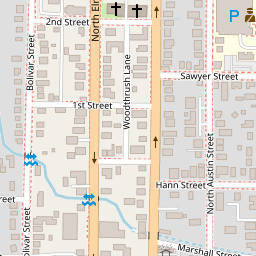 2nd Street
North Elm
Bolivar Street
Woodthrush Lane
P
Sawyer Street
1st Street
North Austin Street
Hann Street
Bolivar Street
Marshall Street